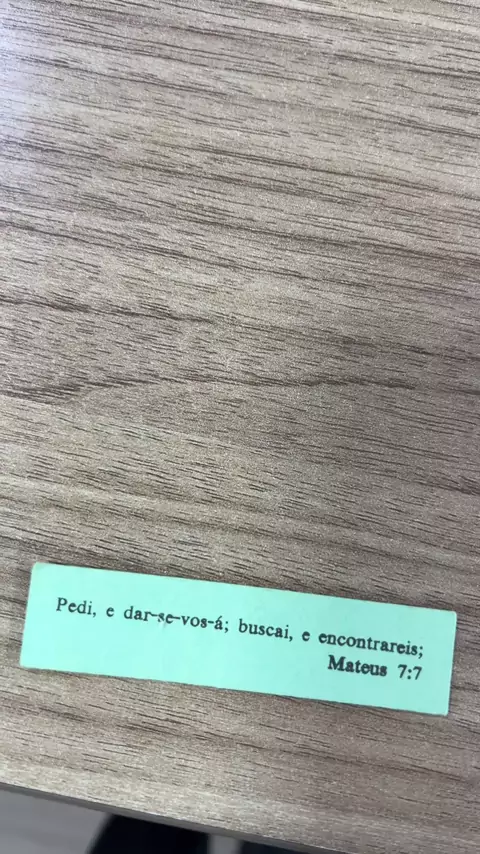 Pedi, e dar-se-vos-á; buscai, e encontrareis;
Mateus 7:7